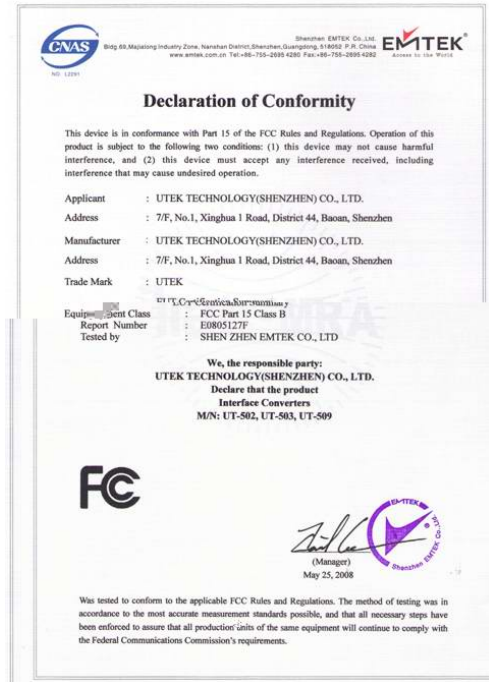 CNAS
NO. L2291
Shenzhen EMTEK Co.,Ltd.
Bldg 69,Majialong Industry Zone, Nanshan District,Shenzhen,Guangdong, 518052 P.R. China
www.emtek.com.cn Tel:+86-755-2695 4280 Fax:+86-755-2695 4282
EMTEK®
Access to the World
Declaration of Conformity
This device is in conformance with Part 15 of the FCC Rules and Regulations. Operation of this
product is subject to the following two conditions: (1) this device may not cause harmful
interference, and (2) this device must accept any interference received, including
interference that may cause undesired operation.
Applicant : UTEK TECHNOLOGY(SHENZHEN) CO., LTD.
Address : 7/F, No.1, Xinghua 1 Road, District 44, Baoan, Shenzhen
Manufacturer : UTEK TECHNOLOGY(SHENZHEN) CO., LTD.
Address : 7/F, No.1, Xinghua 1 Road, District 44, Baoan, Shenzhen
Trade Mark : UTEK
Class : FCC Part 15 Class B
Report Number : E0805127F
Tested by : SHEN ZHEN EMTEK CO., LTD
We, the responsible party:
UTEK TECHNOLOGY(SHENZHEN) CO., LTD.
Declare that the product
Interface Converters
M/N: UT-502, UT-503, UT-509
FC
EMTEK
Shenzhen EMTEK Co., Ltd.
(Manager)
May 25, 2008
Was tested to conform to the applicable FCC Rules and Regulations. The method of testing was in
accordance to the most accurate measurement standards possible, and that all necessary steps have
been enforced to assure that all production units of the same equipment will continue to comply with
the Federal Communications Commission's requirements.